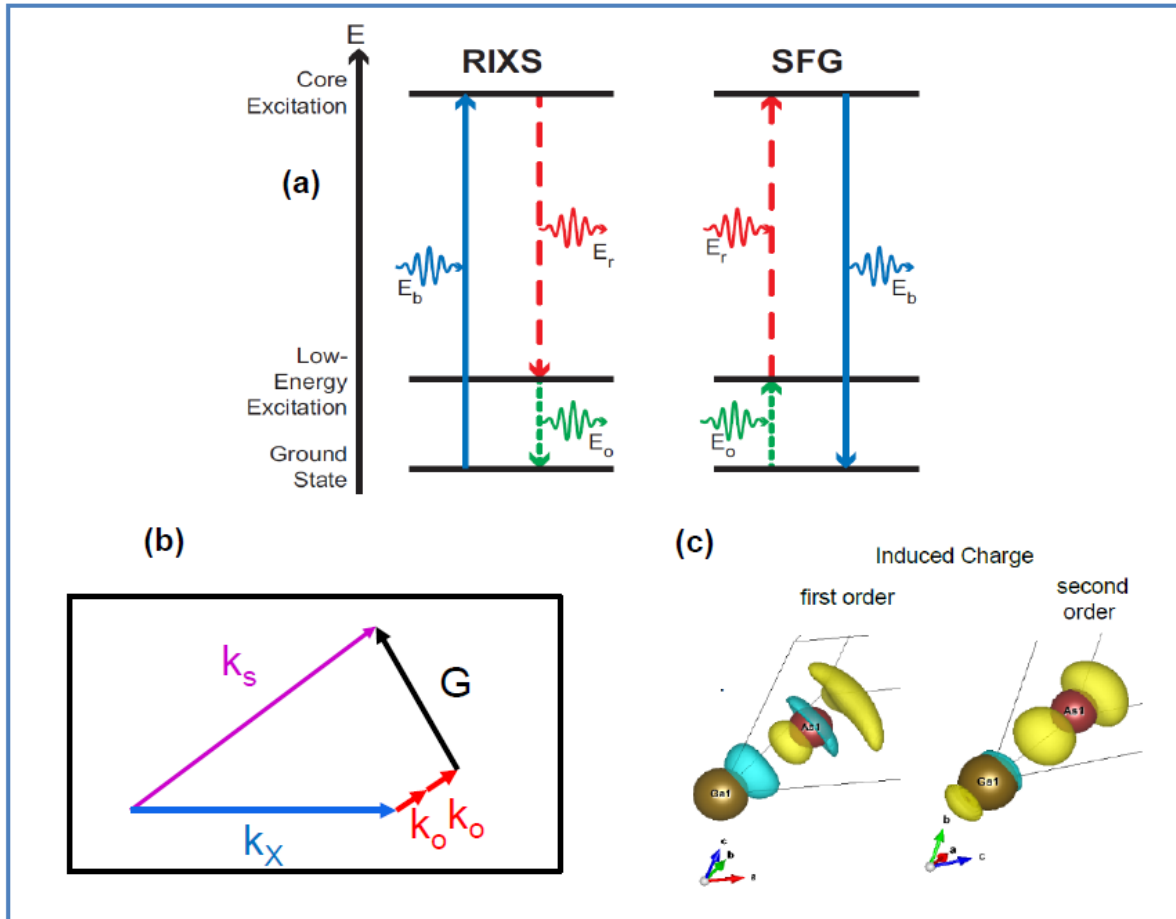 E
RIXS
SFG
Core
Excitation
(a)
E_r
E_r
E_b
E_b
Low-
Energy
Excitation
E_o
E_o
Ground
State
(b)
(c)
Induced Charge
first order
second
order
k_s
G
k_X
k_o k_o
As1
Ga1
As1
Ga1
c
b
a
b
a
c